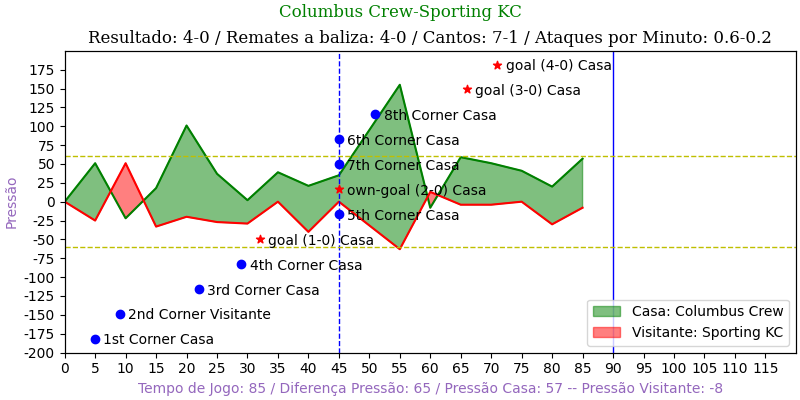 Columbus Crew-Sporting KC
Resultado: 4-0 / Remates a baliza: 4-0 / Cantos: 7-1 / Ataques por Minuto: 0.6-0.2
Pressão
175
150
125
100
75
50
25
0
-25
-50
-75
-100
-125
-150
-175
-200
goal (4-0) Casa
goal (3-0) Casa
8th Corner Casa
6th Corner Casa
7th Corner Casa
own-goal (2-0) Casa
5th Corner Casa
goal (1-0) Casa
4th Corner Casa
3rd Corner Casa
2nd Corner Visitante
1st Corner Casa
Casa: Columbus Crew
Visitante: Sporting KC
0 5 10 15 20 25 30 35 40 45 50 55 60 65 70 75 80 85 90 95 100 105 110 115
Tempo de Jogo: 85 / Diferença Pressão: 65 / Pressão Casa: 57 -- Pressão Visitante: -8